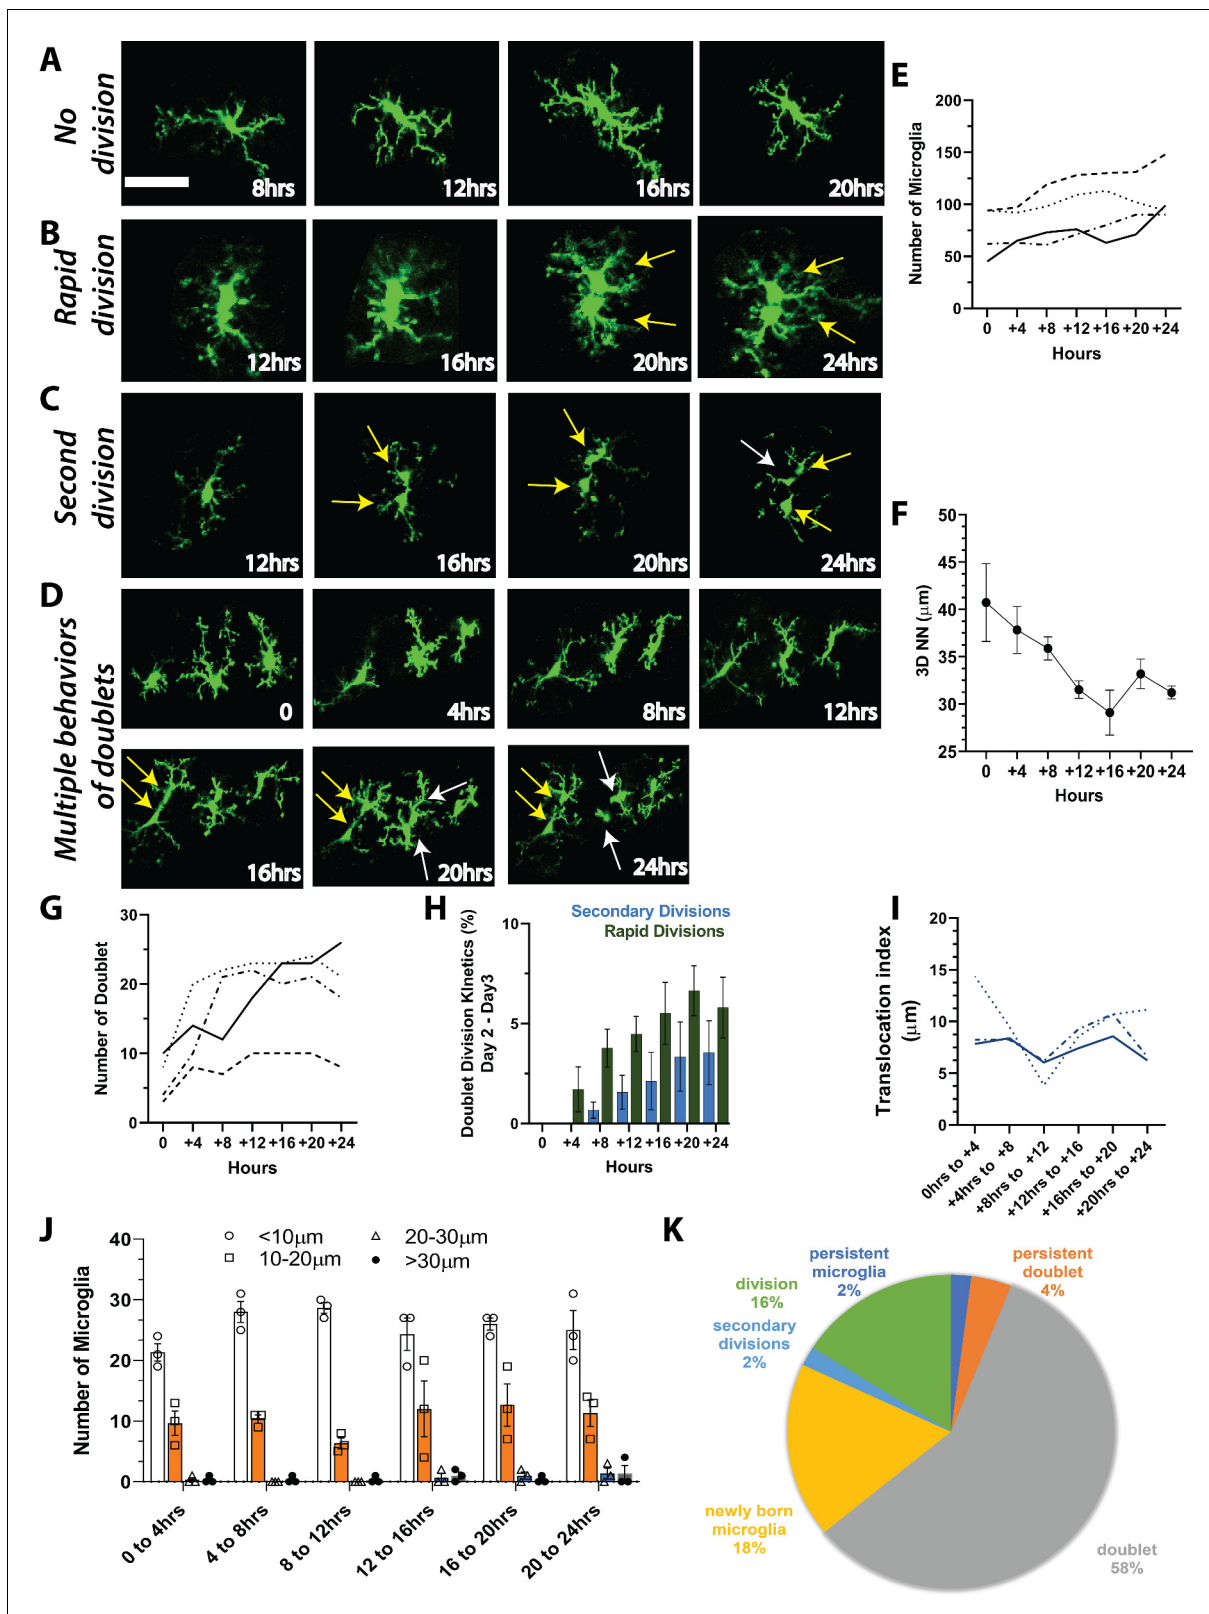 A
No
division
8hrs
12hrs
16hrs
20hrs
B
Rapid
division
12hrs
16hrs
20hrs
24hrs
C
Second
division
12hrs
16hrs
20hrs
24hrs
D
Multiple behaviors
of doublets
0
4hrs
8hrs
12hrs
16hrs
20hrs
24hrs
E
Number of Microglia
200
150
100
50
0
0 +4 +8 +12 +16 +20 +24
Hours
F
3D NN (μm)
50
45
40
35
30
25
0 +4 +8 +12 +16 +20 +24
Hours
G
Number of Doublet
30
20
10
0
0 +4 +8 +12 +16 +20 +24
Hours
H
Doublet Division KInetics (%)
Day 2 - Day3
Secondary Divisions
Rapid Divisions
10
5
0
0 +4 +8 +12 +16 +20 +24
Hours
I
Translocation index
(μm)
20
15
10
5
0
0hrs to +4
+4hrs to +8
+8hrs to +12
+12hrs to +16
+16hrs to +20
+20hrs to +24
J
Number of Microglia
<10μm
10-20μm
20-30μm
>30μm
40
30
20
10
0
0 to 4hrs
4 to 8hrs
8 to 12hrs
12 to 16hrs
16 to 20hrs
20 to 24hrs
K
persistent
microglia
2%
persistent
doublet
4%
division
16%
secondary
divisions
2%
newly born
microglia
18%
doublet
58%